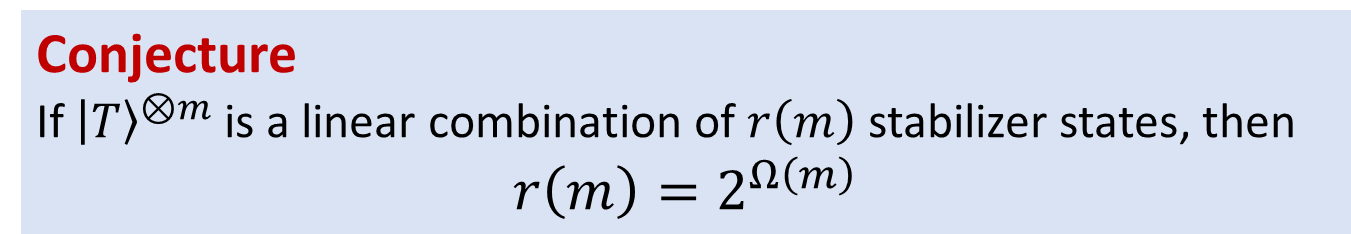 Conjecture
If |𝑇⟩^{⊗𝑚} is a linear combination of 𝑟(𝑚) stabilizer states, then
𝑟(𝑚) = 2^{Ω(𝑚)}